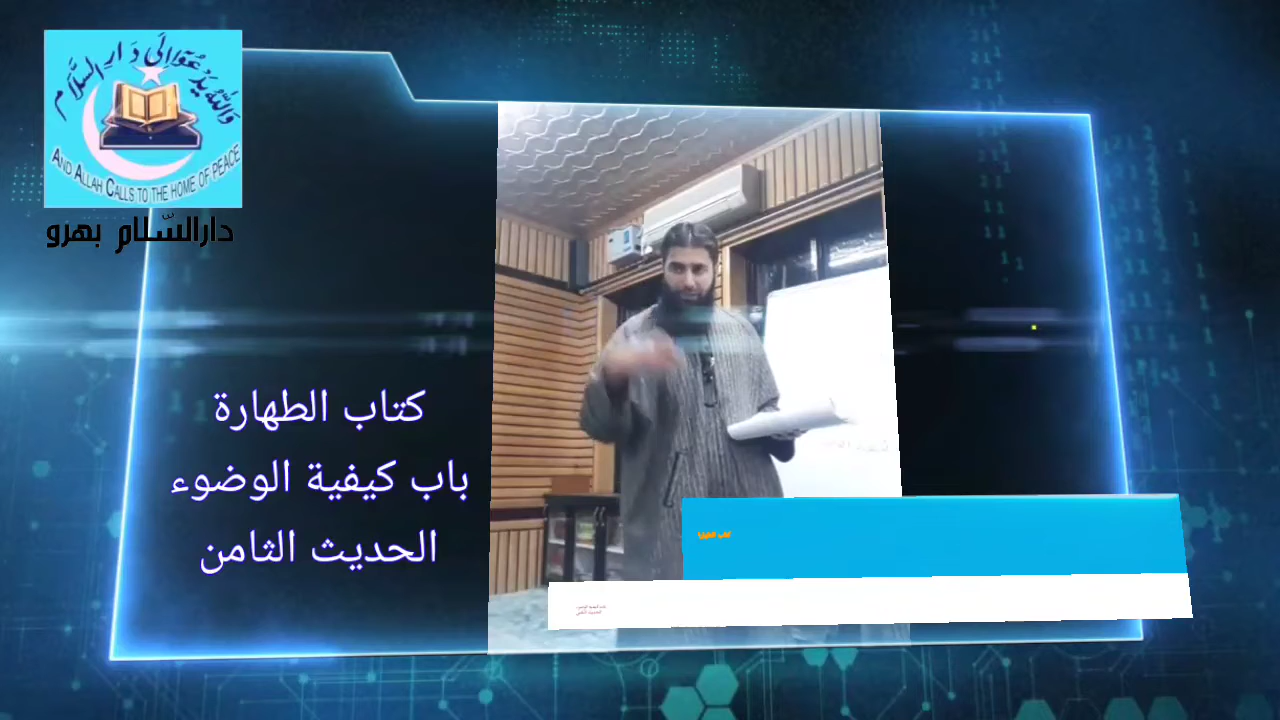 وَاللَّهُ يَدْعُوٓا إِلَى دَارِ السَّلَام
AND ALLAH CALLS TO THE HOME OF PEACE
دارالسّلام بھرو
كتاب الطهارة
باب كيفية الوضوء
الحديث الثامن